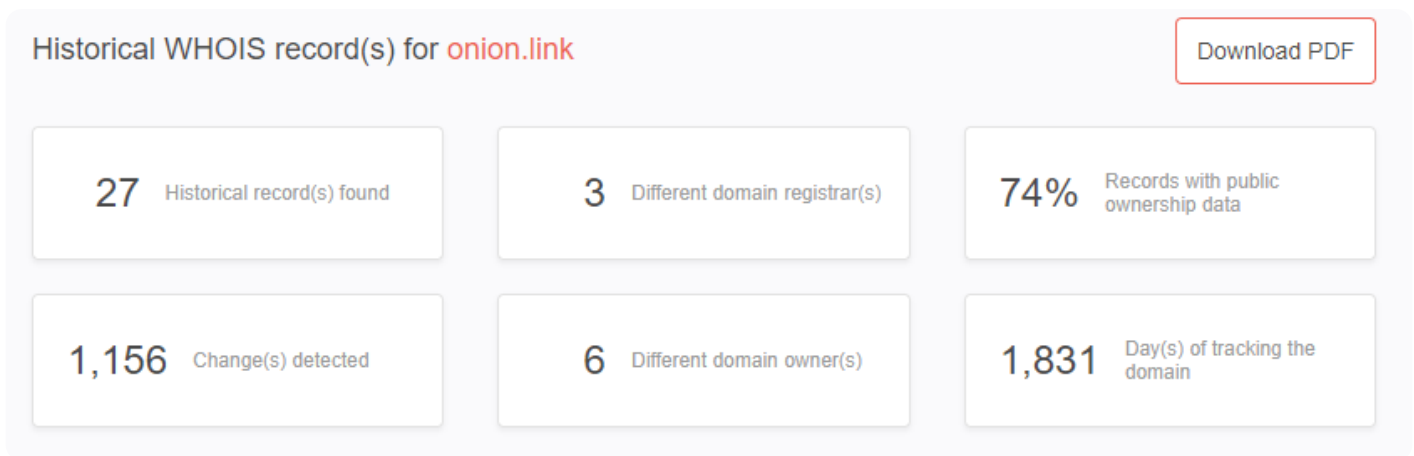 Historical WHOIS record(s) for onion.link
Download PDF
27 Historical record(s) found
3 Different domain registrar(s)
74% Records with public
ownership data
1,156 Change(s) detected
6 Different domain owner(s)
1,831 Day(s) of tracking the
domain